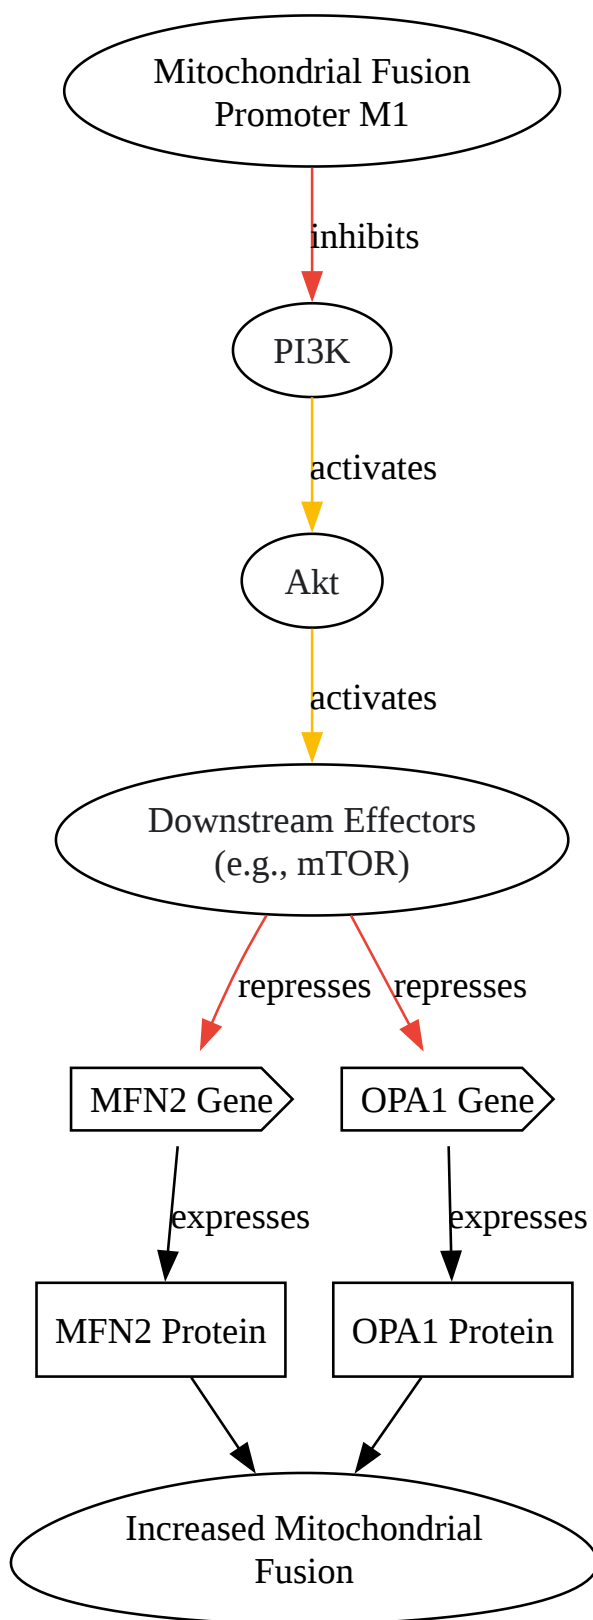 Mitochondrial Fusion
Promoter M1
inhibits
PI3K
activates
Akt
activates
Downstream Effectors
(e.g., mTOR)
represses
represses
MFN2 Gene
OPA1 Gene
expresses
expresses
MFN2 Protein
OPA1 Protein
Increased Mitochondrial
Fusion